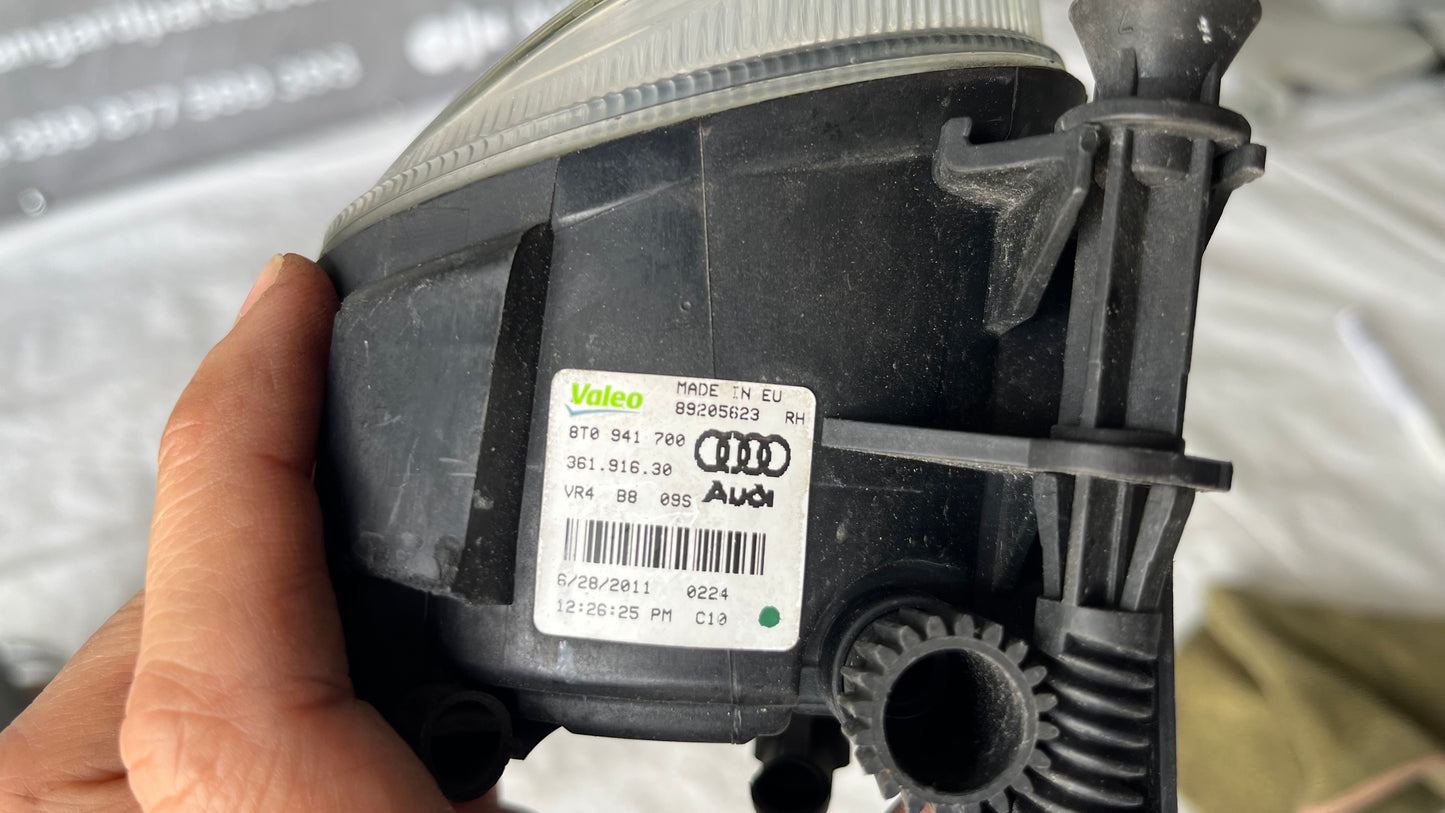 Valeo
MADE IN EU
89205623 RH
8T0 941 700
361.916.30
VR4 B8 09S
Audi
6/28/2011 0224
12:26:25 PM C10